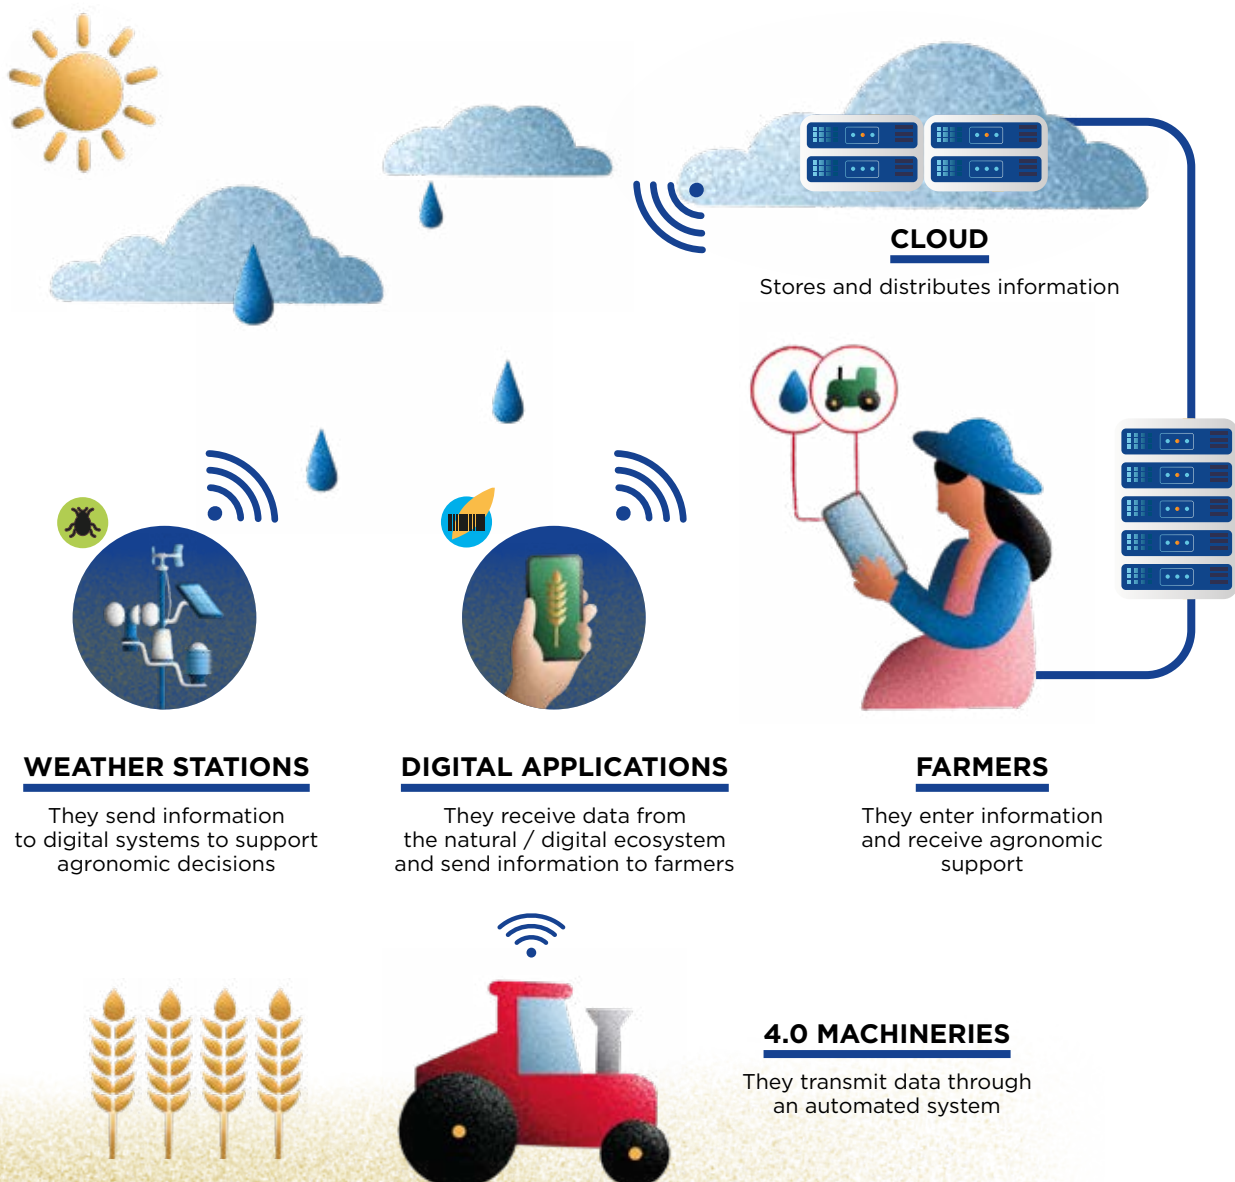 CLOUD
Stores and distributes information
WEATHER STATIONS
They send information
to digital systems to support
agronomic decisions
DIGITAL APPLICATIONS
They receive data from
the natural / digital ecosystem
and send information to farmers
FARMERS
They enter information
and receive agronomic
support
4.0 MACHINERIES
They transmit data through
an automated system